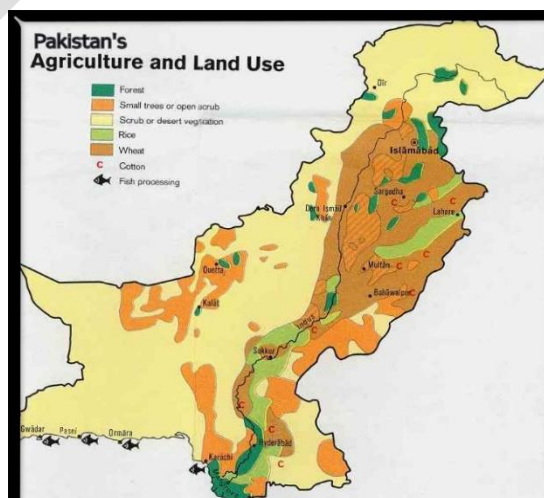 Pakistan's
Agriculture and Land Use
Forest
Small trees or open scrub
Scrub or desert vegetation
Rice
Wheat
C Cotton
Fish processing
Dir
Islāmābād
Sargodha
C
C
Lahore
Dera Ismāīl
Khān
C
Multān
C
C
Quetta
Bahāwalpur
C
Kalāt
Indus
C
Sukkur
C
Gwādar
Pasni
Ormāra
C
Hyderābād
Karāchi
C